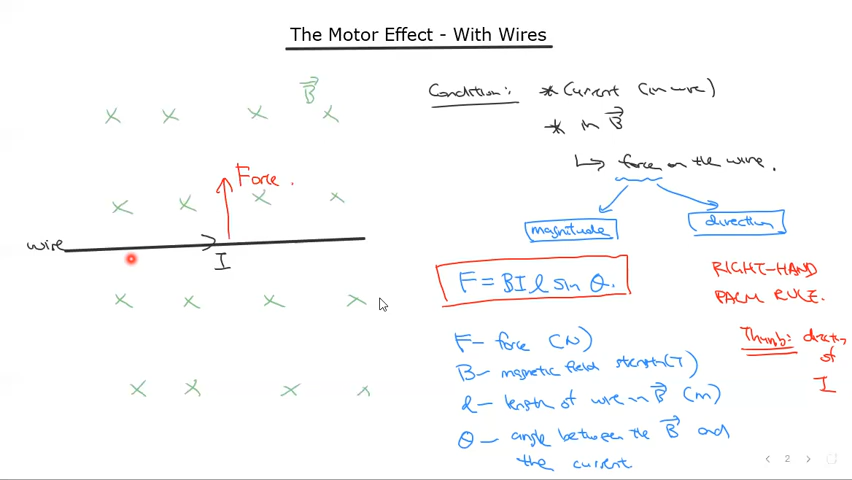 The Motor Effect - With Wires
B
x x x x
Force.
x x x x
wire
I
x x x x
x x x x
Condition:
* Current (in wire)
* in B
↳ force on the wire.
magnitude
direction
F = BIl sin θ.
RIGHT-HAND
PALM RULE.
F - force (N)
B - magnetic field strength (T)
l - length of wire in B (m)
θ - angle between the B and
the current
Thumb: direction
of
I
2